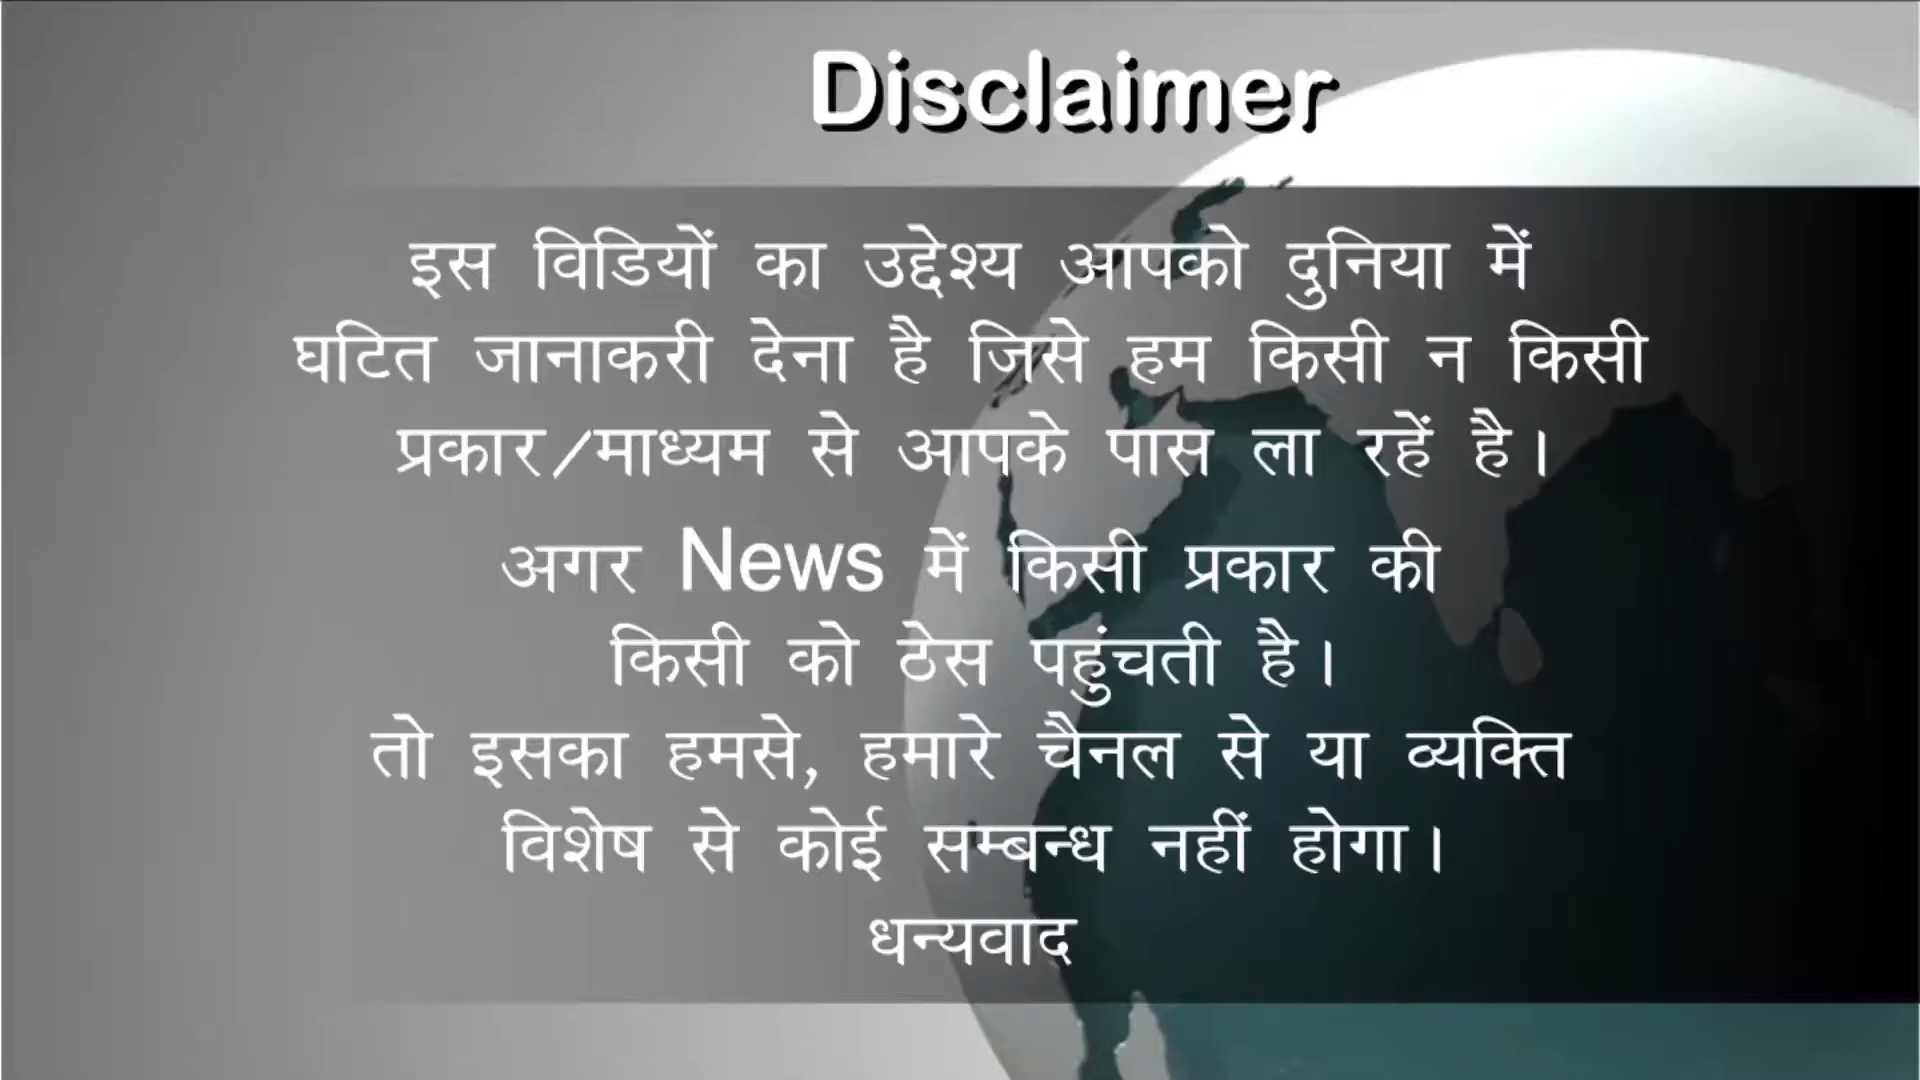 Disclaimer
इस विडियों का उद्देश्य आपको दुनिया में
घटित जानाकरी देना है जिसे हम किसी न किसी
प्रकार/माध्यम से आपके पास ला रहें है।
अगर News में किसी प्रकार की
किसी को ठेस पहुंचती है।
तो इसका हमसे, हमारे चैनल से या व्यक्ति
विशेष से कोई सम्बन्ध नहीं होगा।
धन्यवाद